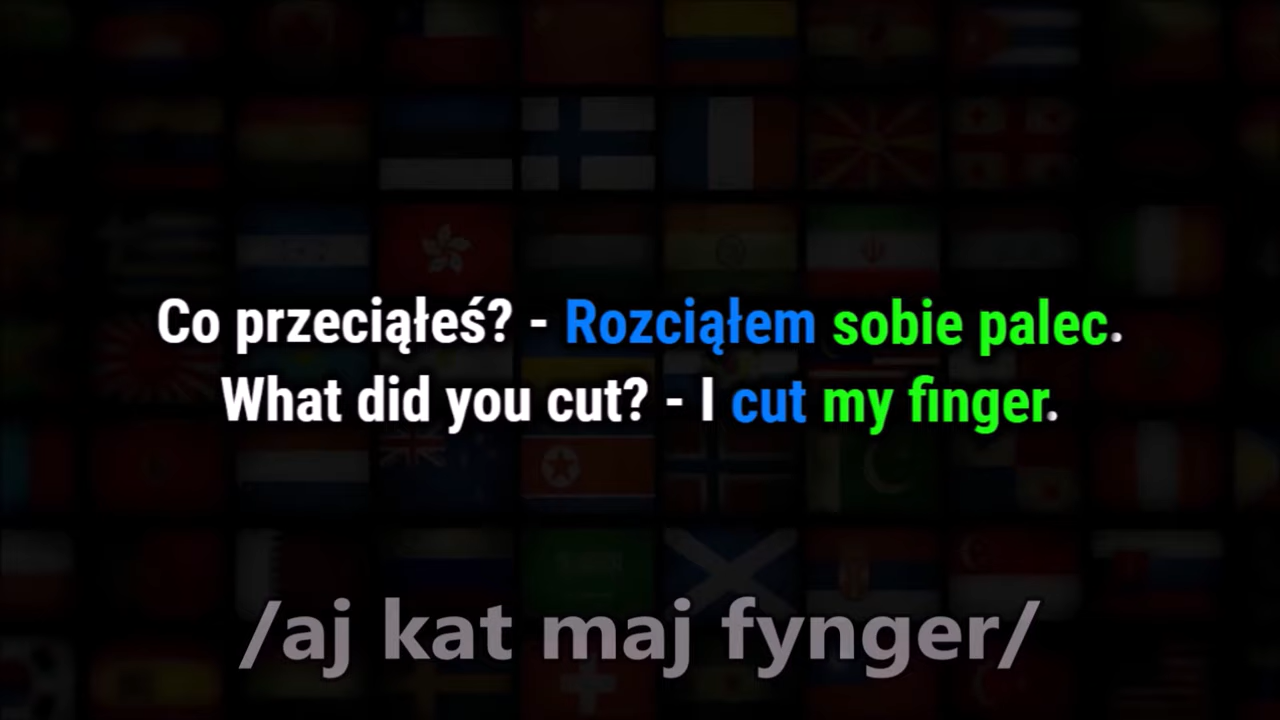 Co przeciąłeś? - Rozciąłem sobie palec.
What did you cut? - I cut my finger.
/aj kat maj fynger/